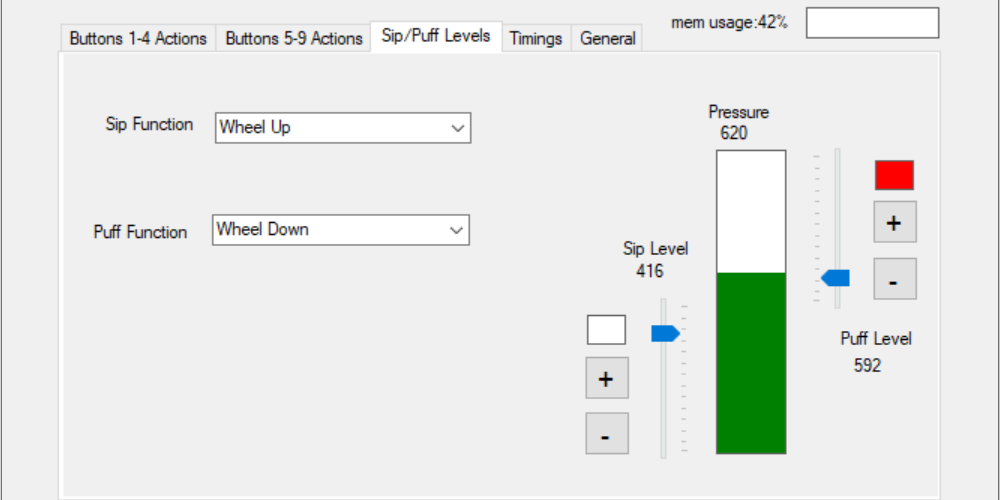 mem usage:42%
Buttons 1-4 Actions
Buttons 5-9 Actions
Sip/Puff Levels
Timings
General
Sip Function
Wheel Up
Puff Function
Wheel Down
Pressure
620
+
-
Sip Level
416
+
-
Puff Level
592